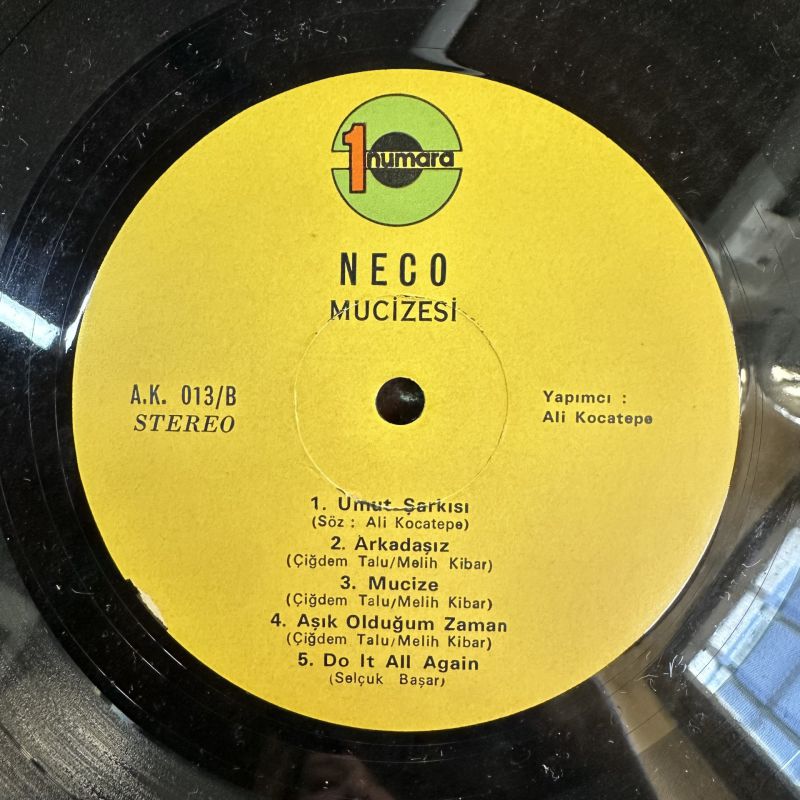 1 numara
NECO
MUCİZESİ
A.K. 013/B
STEREO
Yapımcı :
Ali Kocatepe
1. Umut Şarkısı
(Söz : Ali Kocatepe)
2. Arkadaşız
(Çiğdem Talu/Melih Kibar)
3. Mucize
(Çiğdem Talu/Melih Kibar)
4. Aşık Olduğum Zaman
(Çiğdem Talu/Melih Kibar)
5. Do It All Again
(Selçuk Başar)